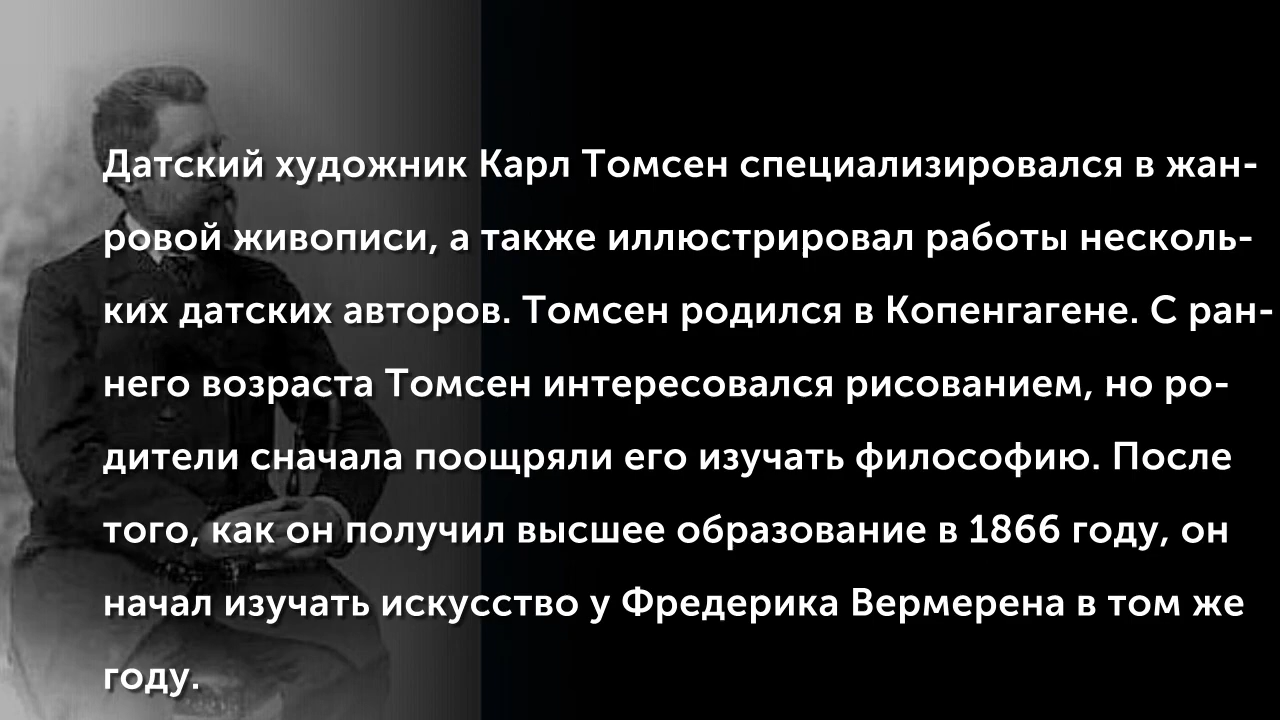 Датский художник Карл Томсен специализировался в жан-
ровой живописи, а также иллюстрировал работы несколь-
ких датских авторов. Томсен родился в Копенгагене. С ран-
него возраста Томсен интересовался рисованием, но ро-
дители сначала поощряли его изучать философию. После
того, как он получил высшее образование в 1866 году, он
начал изучать искусство у Фредерика Вермерена в том же
году.